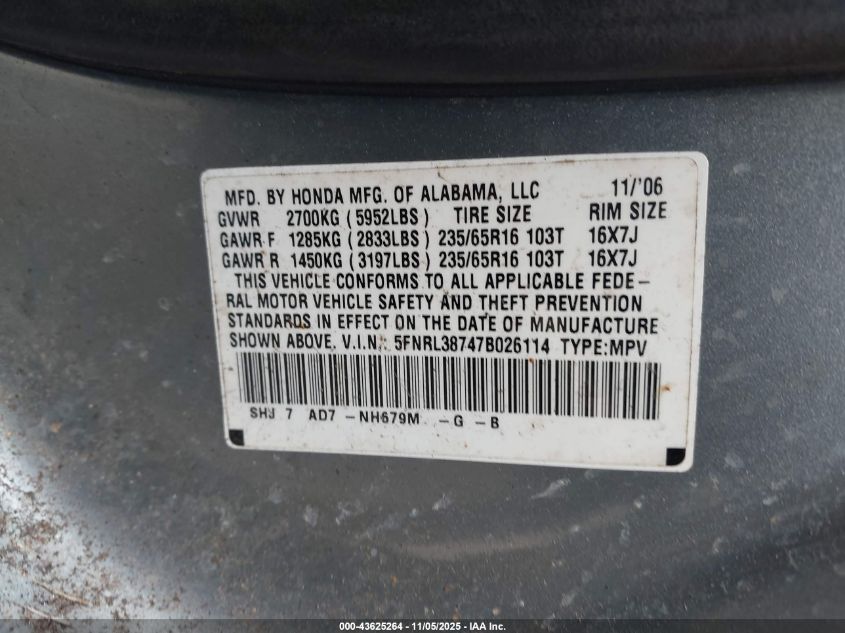 MFD. BY HONDA MFG. OF ALABAMA, LLC 11/'06
GVWR 2700KG (5952LBS) TIRE SIZE RIM SIZE
GAWR F 1285KG (2833LBS) 235/65R16 103T 16X7J
GAWR R 1450KG (3197LBS) 235/65R16 103T 16X7J
THIS VEHICLE CONFORMS TO ALL APPLICABLE FEDE-
RAL MOTOR VEHICLE SAFETY AND THEFT PREVENTION
STANDARDS IN EFFECT ON THE DATE OF MANUFACTURE
SHOWN ABOVE. V.I.N.: 5FNRL38747B026114 TYPE:MPV
SHJ 7 AD7 -NH679M -G -B
000-43625264 - 11/05/2025 - IAA Inc.